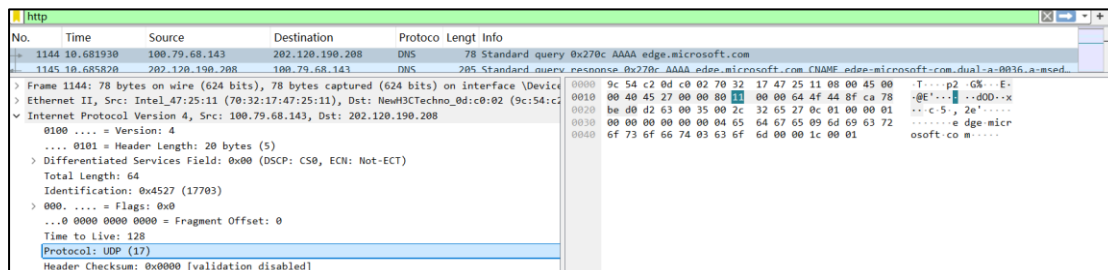 http
No. Time Source Destination Protoco Lengt Info
1144 10.681930 100.79.68.143 202.120.190.208 DNS 78 Standard query 0x270c AAAA edge.microsoft.com
1145 10.685820 202.120.190.208 100.79.68.143 DNS 205 Standard query response 0x270c AAAA edge.microsoft.com CNAME edge-microsoft-com.dual-a-0036.a-msed…
> Frame 1144: 78 bytes on wire (624 bits), 78 bytes captured (624 bits) on interface \Device
> Ethernet II, Src: Intel_47:25:11 (70:32:17:47:25:11), Dst: NewH3CTechno_0d:c0:02 (9c:54:c2
Internet Protocol Version 4, Src: 100.79.68.143, Dst: 202.120.190.208
0100 .... = Version: 4
.... 0101 = Header Length: 20 bytes (5)
> Differentiated Services Field: 0x00 (DSCP: CS0, ECN: Not-ECT)
Total Length: 64
Identification: 0x4527 (17703)
> 000. .... = Flags: 0x0
...0 0000 0000 0000 = Fragment Offset: 0
Time to Live: 128
Protocol: UDP (17)
Header Checksum: 0x0000 [validation disabled]
0000 9c 54 c2 0d c0 02 70 32 17 47 25 11 08 00 45 00 ·T····p2 ·G%···E·
0010 00 40 45 27 00 00 80 11 00 00 64 4f 44 8f ca 78 ·@E'···· ··dOD··x
0020 be d0 d2 63 00 35 00 2c 32 65 27 0c 01 00 00 01 ···c·5·, 2e'·····
0030 00 00 00 00 00 00 04 65 64 67 65 09 6d 69 63 72 ·······e dge·micr
0040 6f 73 6f 66 74 03 63 6f 6d 00 00 1c 00 01 osoft·co m·····